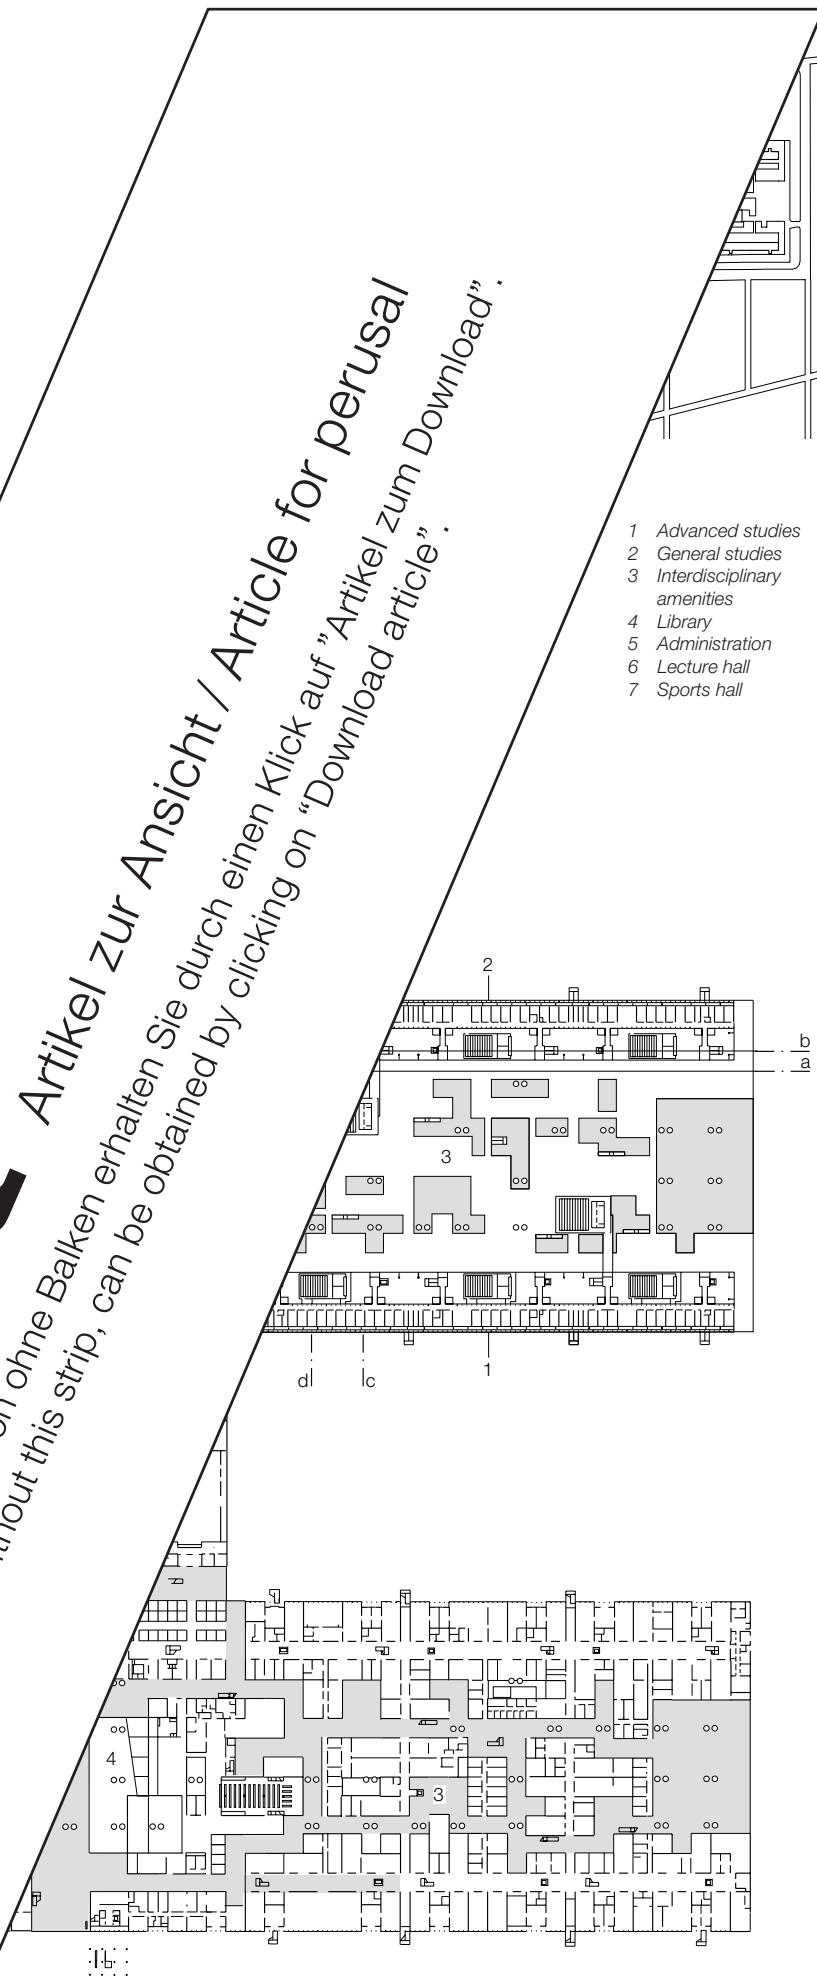 Artikel zur Ansicht / Article for perusal
on ohne Balken erhalten Sie durch einen Klick auf ”Artikel zum Download”.
thout this strip, can be obtained by clicking on “Download article”.
1 Advanced studies
2 General studies
3 Interdisciplinary
amenities
4 Library
5 Administration
6 Lecture hall
7 Sports hall
2
b
a
3
d
c
1
4
3